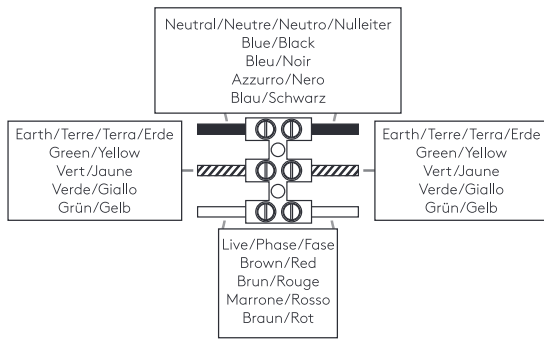 Neutral/Neutre/Neutro/Nulleiter
Blue/Black
Bleu/Noir
Azzurro/Nero
Blau/Schwarz
Earth/Terre/Terra/Erde
Green/Yellow
Vert/Jaune
Verde/Giallo
Grün/Gelb
Earth/Terre/Terra/Erde
Green/Yellow
Vert/Jaune
Verde/Giallo
Grün/Gelb
Live/Phase/Fase
Brown/Red
Brun/Rouge
Marrone/Rosso
Braun/Rot